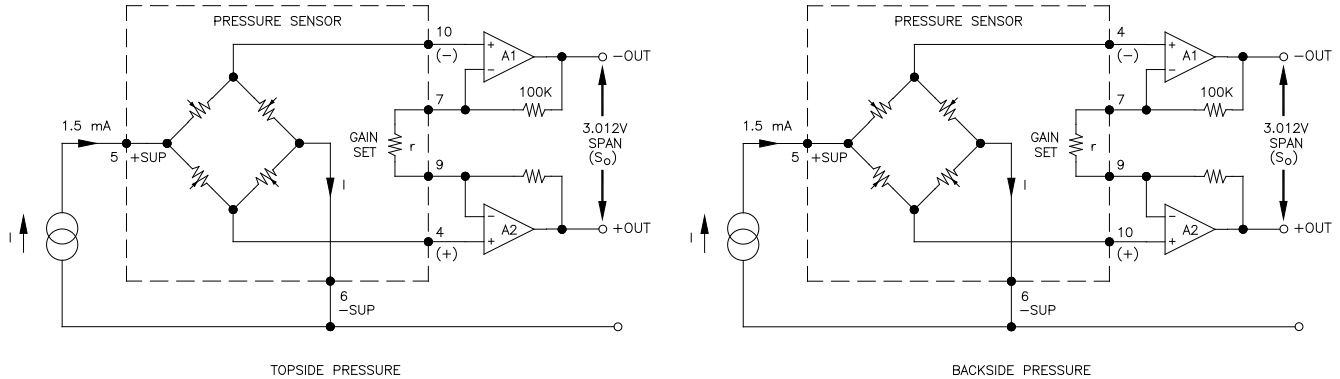 PRESSURE SENSOR
10
(−)
+
A1
−
−OUT
7
100K
1.5 mA
5
+SUP
GAIN
SET
r
3.012V
SPAN
(So)
9
I
−
A2
+
+OUT
4
(+)
I
6
−SUP
TOPSIDE PRESSURE
PRESSURE SENSOR
4
(−)
+
A1
−
−OUT
7
100K
1.5 mA
5
+SUP
GAIN
SET
r
3.012V
SPAN
(So)
9
I
−
A2
+
+OUT
10
(+)
I
6
−SUP
BACKSIDE PRESSURE